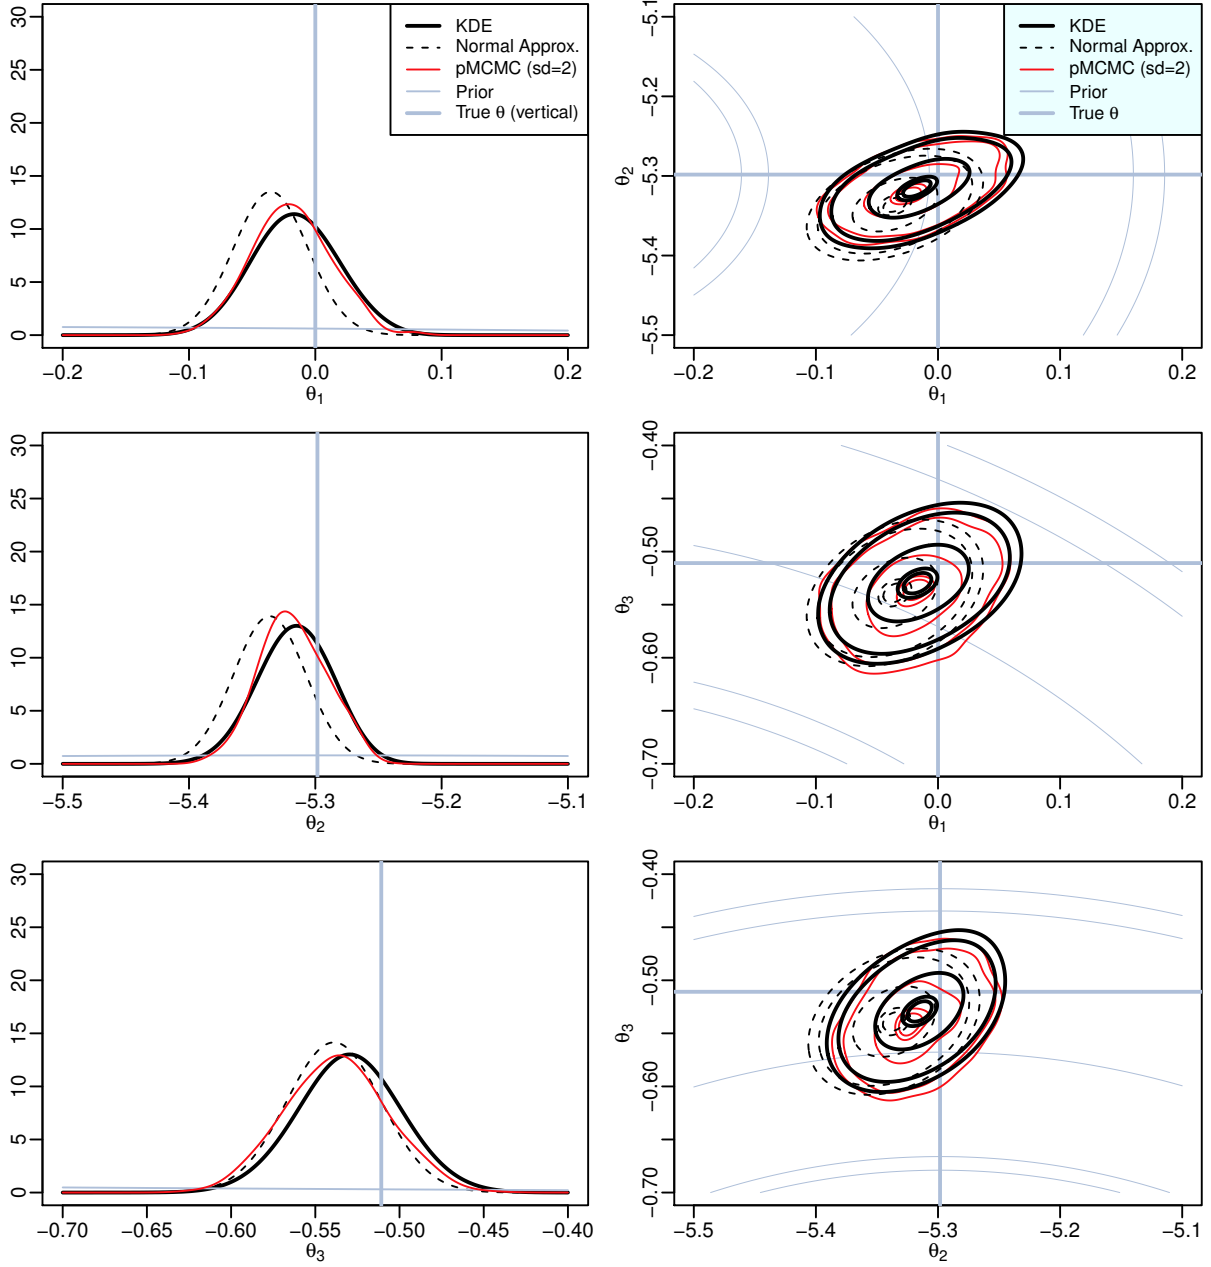 0 5 10 15 20 25 30
KDE
Normal Approx.
pMCMC (sd=2)
Prior
True θ (vertical)
−0.2 −0.1 0.0 0.1 0.2
θ1
−5.5 −5.4 −5.3 −5.2 −5.1
θ2
KDE
Normal Approx.
pMCMC (sd=2)
Prior
True θ
−0.2 −0.1 0.0 0.1 0.2
θ1
0 5 10 15 20 25 30
−5.5 −5.4 −5.3 −5.2 −5.1
θ2
−0.70 −0.60 −0.50 −0.40
θ3
−0.2 −0.1 0.0 0.1 0.2
θ1
0 5 10 15 20 25 30
−0.70 −0.65 −0.60 −0.55 −0.50 −0.45 −0.40
θ3
−0.70 −0.60 −0.50 −0.40
θ3
−5.5 −5.4 −5.3 −5.2 −5.1
θ2